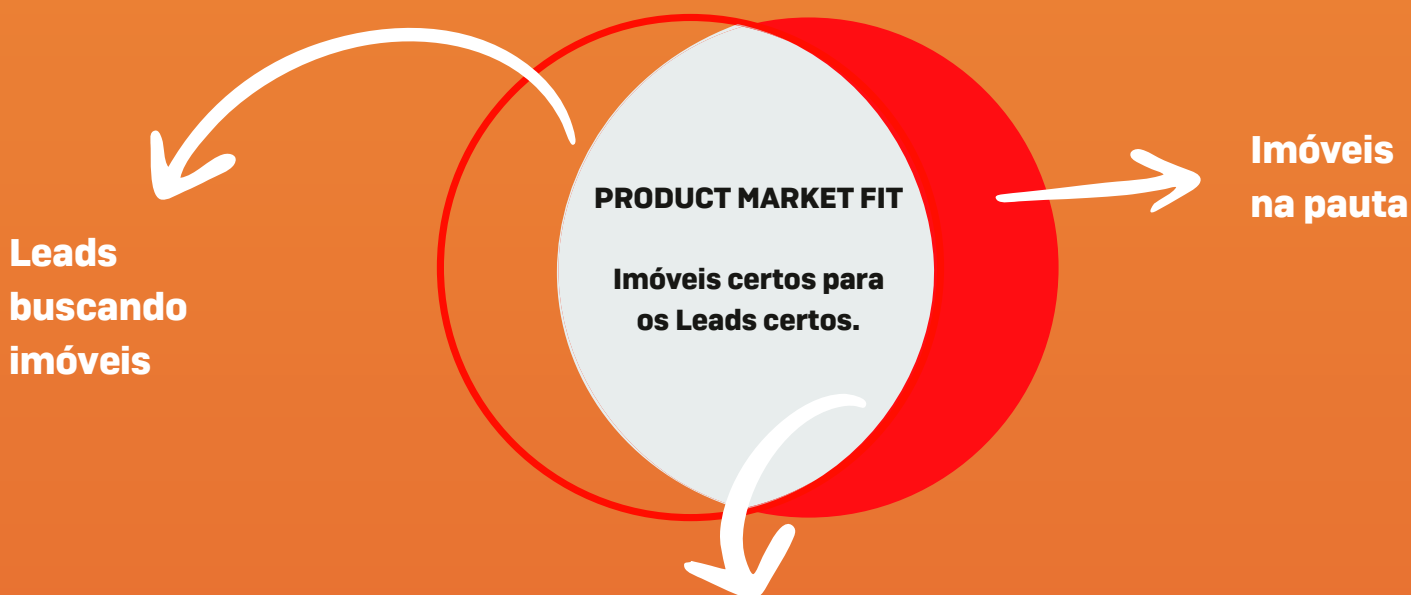 Leads
buscando
imóveis
PRODUCT MARKET FIT
Imóveis certos para
os Leads certos.
Imóveis
na pauta